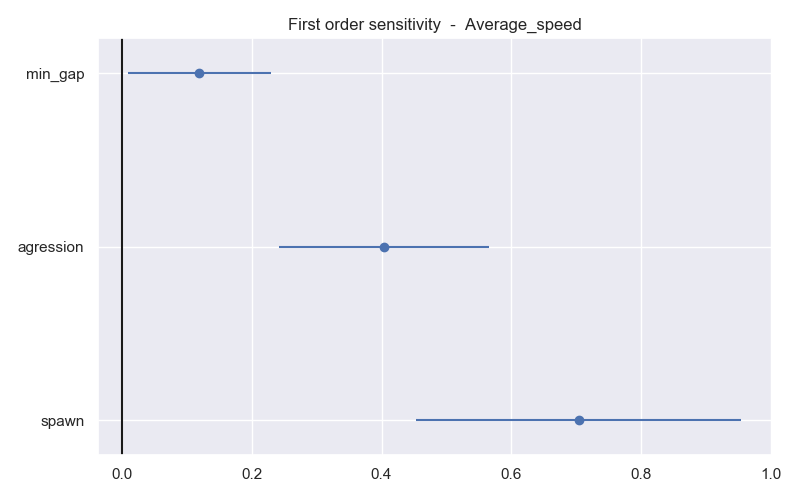 First order sensitivity - Average_speed
min_gap
agression
spawn
0.0 0.2 0.4 0.6 0.8 1.0